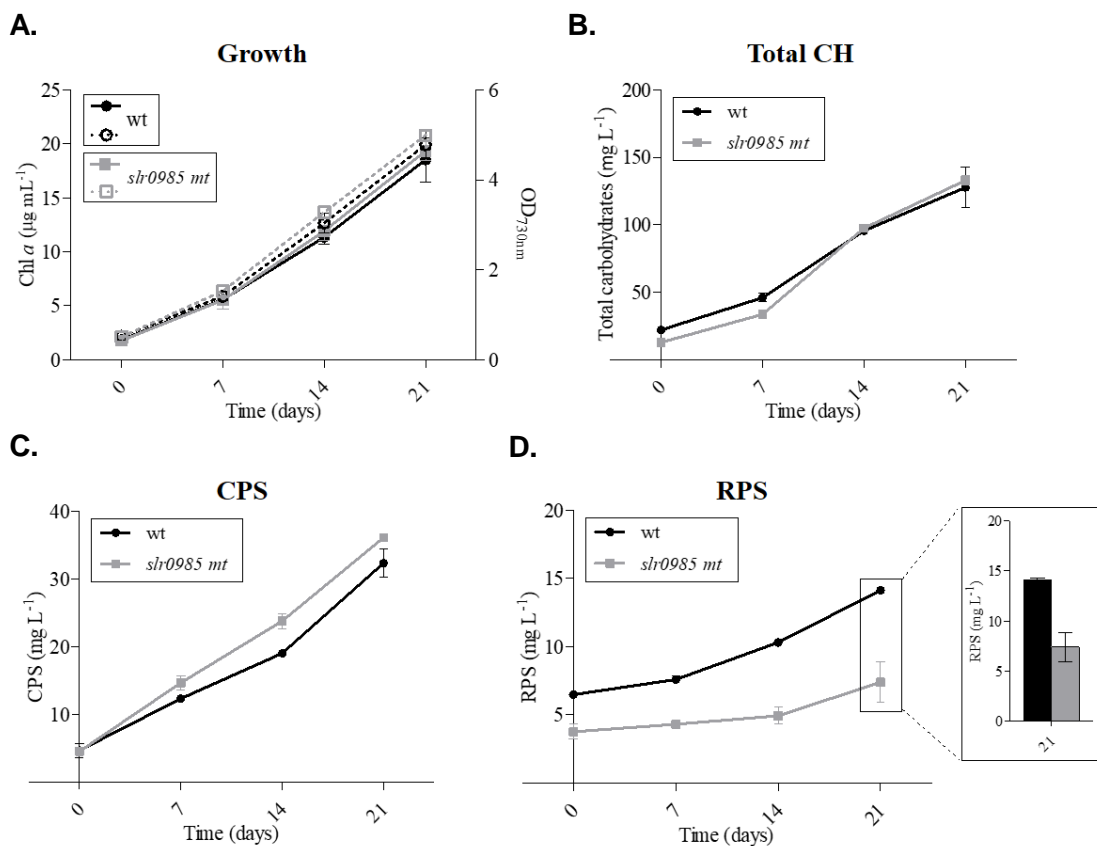 A.
Growth
25
20
15
10
5
0
Chl a (µg mL⁻¹)
6
4
2
0
OD730nm
wt
slr0985 mt
0
7
14
21
Time (days)
B.
Total CH
200
150
100
50
Total carbohydrates (mg L⁻¹)
wt
slr0985 mt
0
7
14
21
Time (days)
C.
CPS
40
30
20
10
CPS (mg L⁻¹)
wt
slr0985 mt
0
7
14
21
Time (days)
D.
RPS
20
15
10
5
RPS (mg L⁻¹)
wt
slr0985 mt
0
7
14
21
Time (days)
20
15
10
5
0
RPS (mg L⁻¹)
21